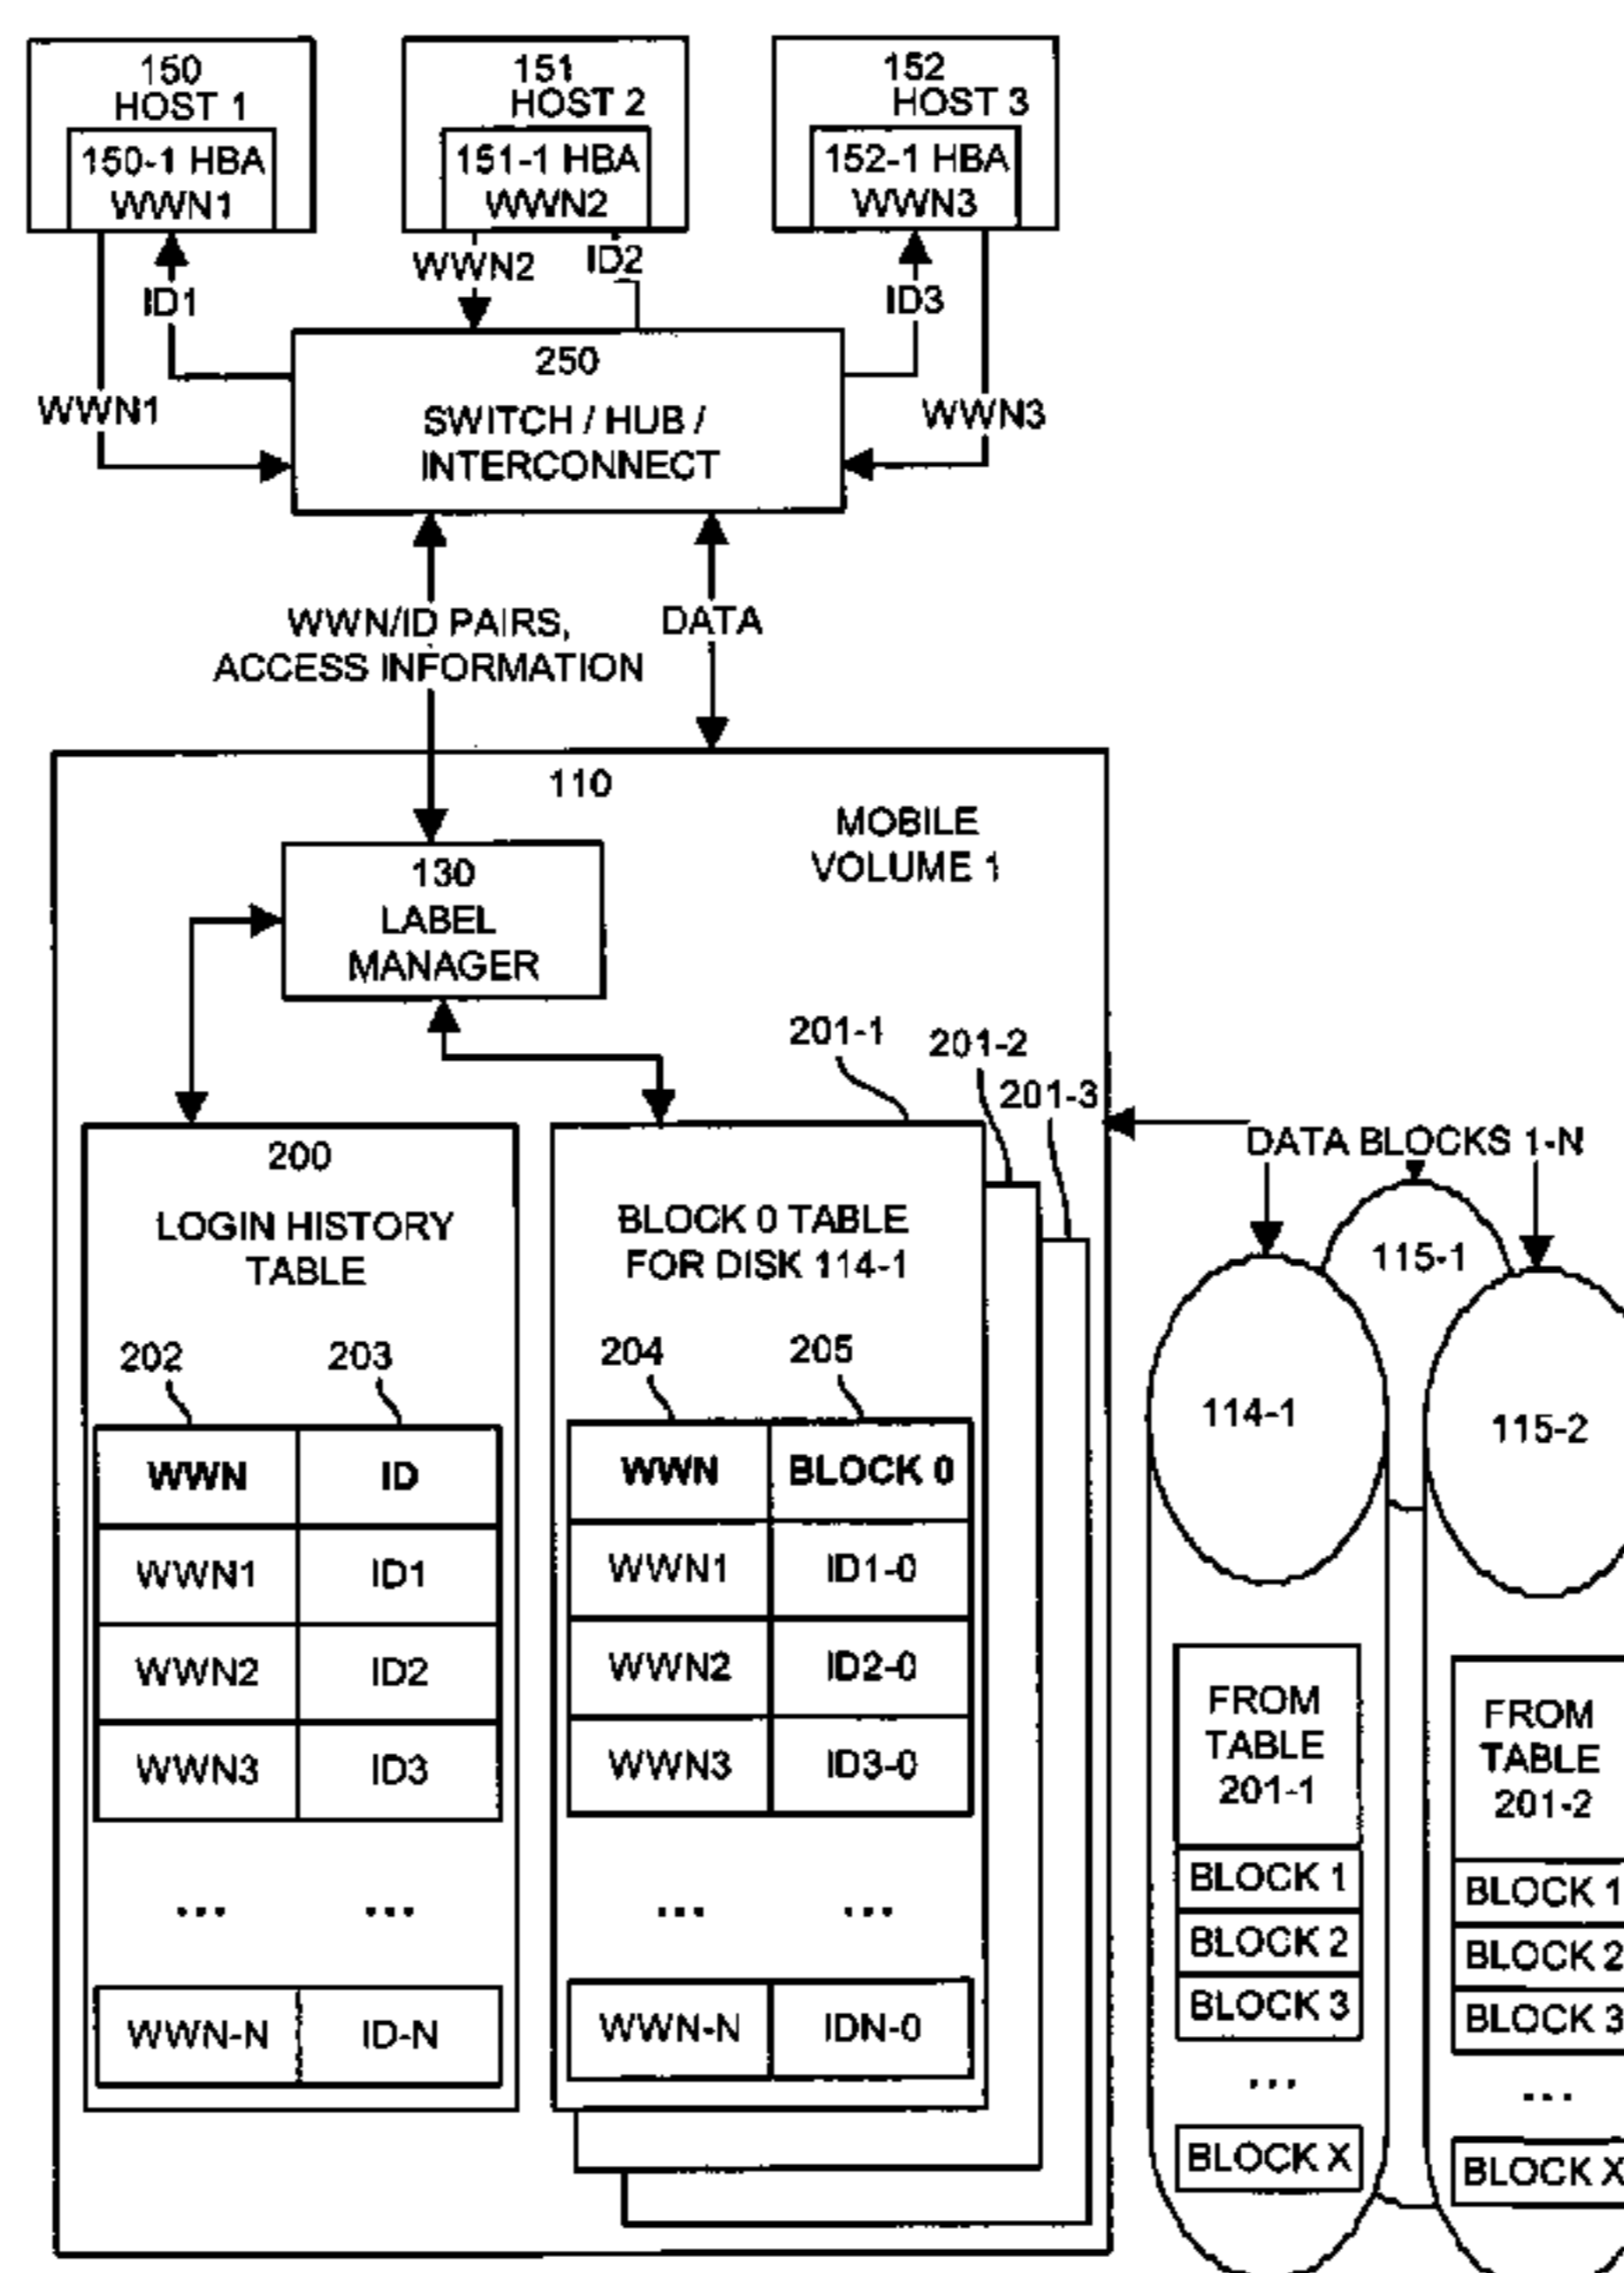 150
HOST 1
150-1 HBA
WWN1
151
HOST 2
151-1 HBA
WWN2
152
HOST 3
152-1 HBA
WWN3
WWN2
ID2
ID1
ID3
WWN1
WWN3
250
SWITCH / HUB /
INTERCONNECT
WWN/ID PAIRS,
ACCESS INFORMATION
DATA
110
MOBILE
VOLUME 1
130
LABEL
MANAGER
201-1
201-2
201-3
200
LOGIN HISTORY
TABLE
202
203
WWN ID
WWN1 ID1
WWN2 ID2
WWN3 ID3
... ...
WWN-N ID-N
BLOCK 0 TABLE
FOR DISK 114-1
204
205
WWN BLOCK 0
WWN1 ID1-0
WWN2 ID2-0
WWN3 ID3-0
... ...
WWN-N IDN-0
DATA BLOCKS 1-N
115-1
114-1
115-2
FROM
TABLE
201-1
BLOCK 1
BLOCK 2
BLOCK 3
...
BLOCK X
FROM
TABLE
201-2
BLOCK 1
BLOCK 2
BLOCK 3
...
BLOCK X